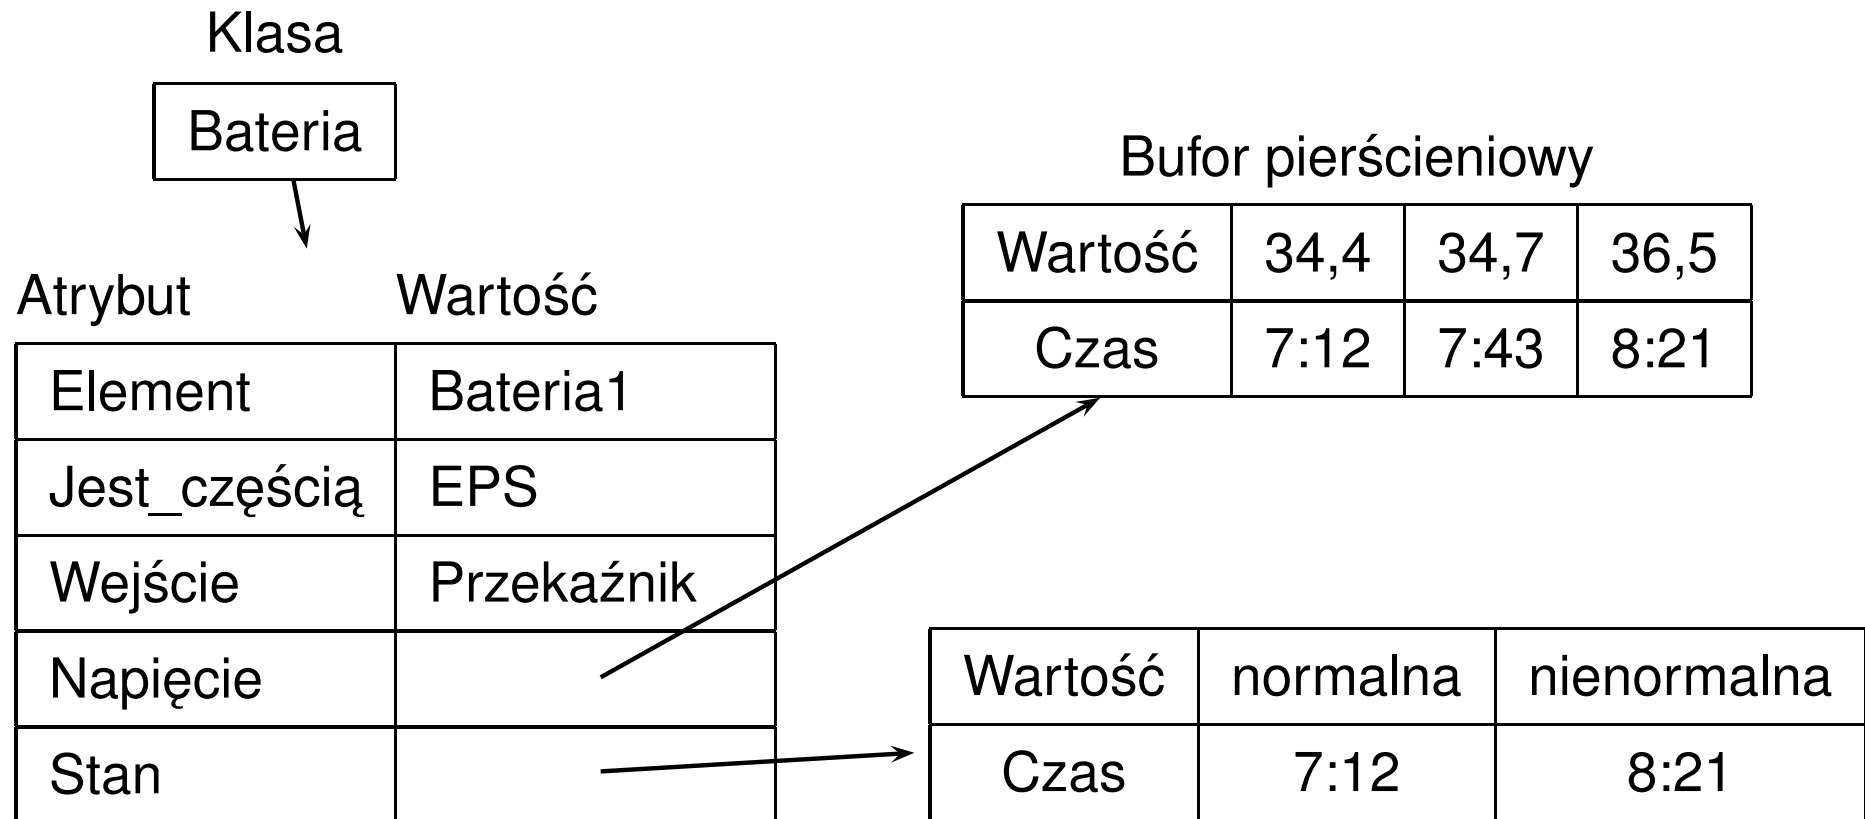 Klasa
Bateria
Atrybut Wartość
Element Bateria1
Jest_częścią EPS
Wejście Przekaźnik
Napięcie
Stan
Bufor pierścieniowy
Wartość 34,4 34,7 36,5
Czas 7:12 7:43 8:21
Wartość normalna nienormalna
Czas 7:12 8:21